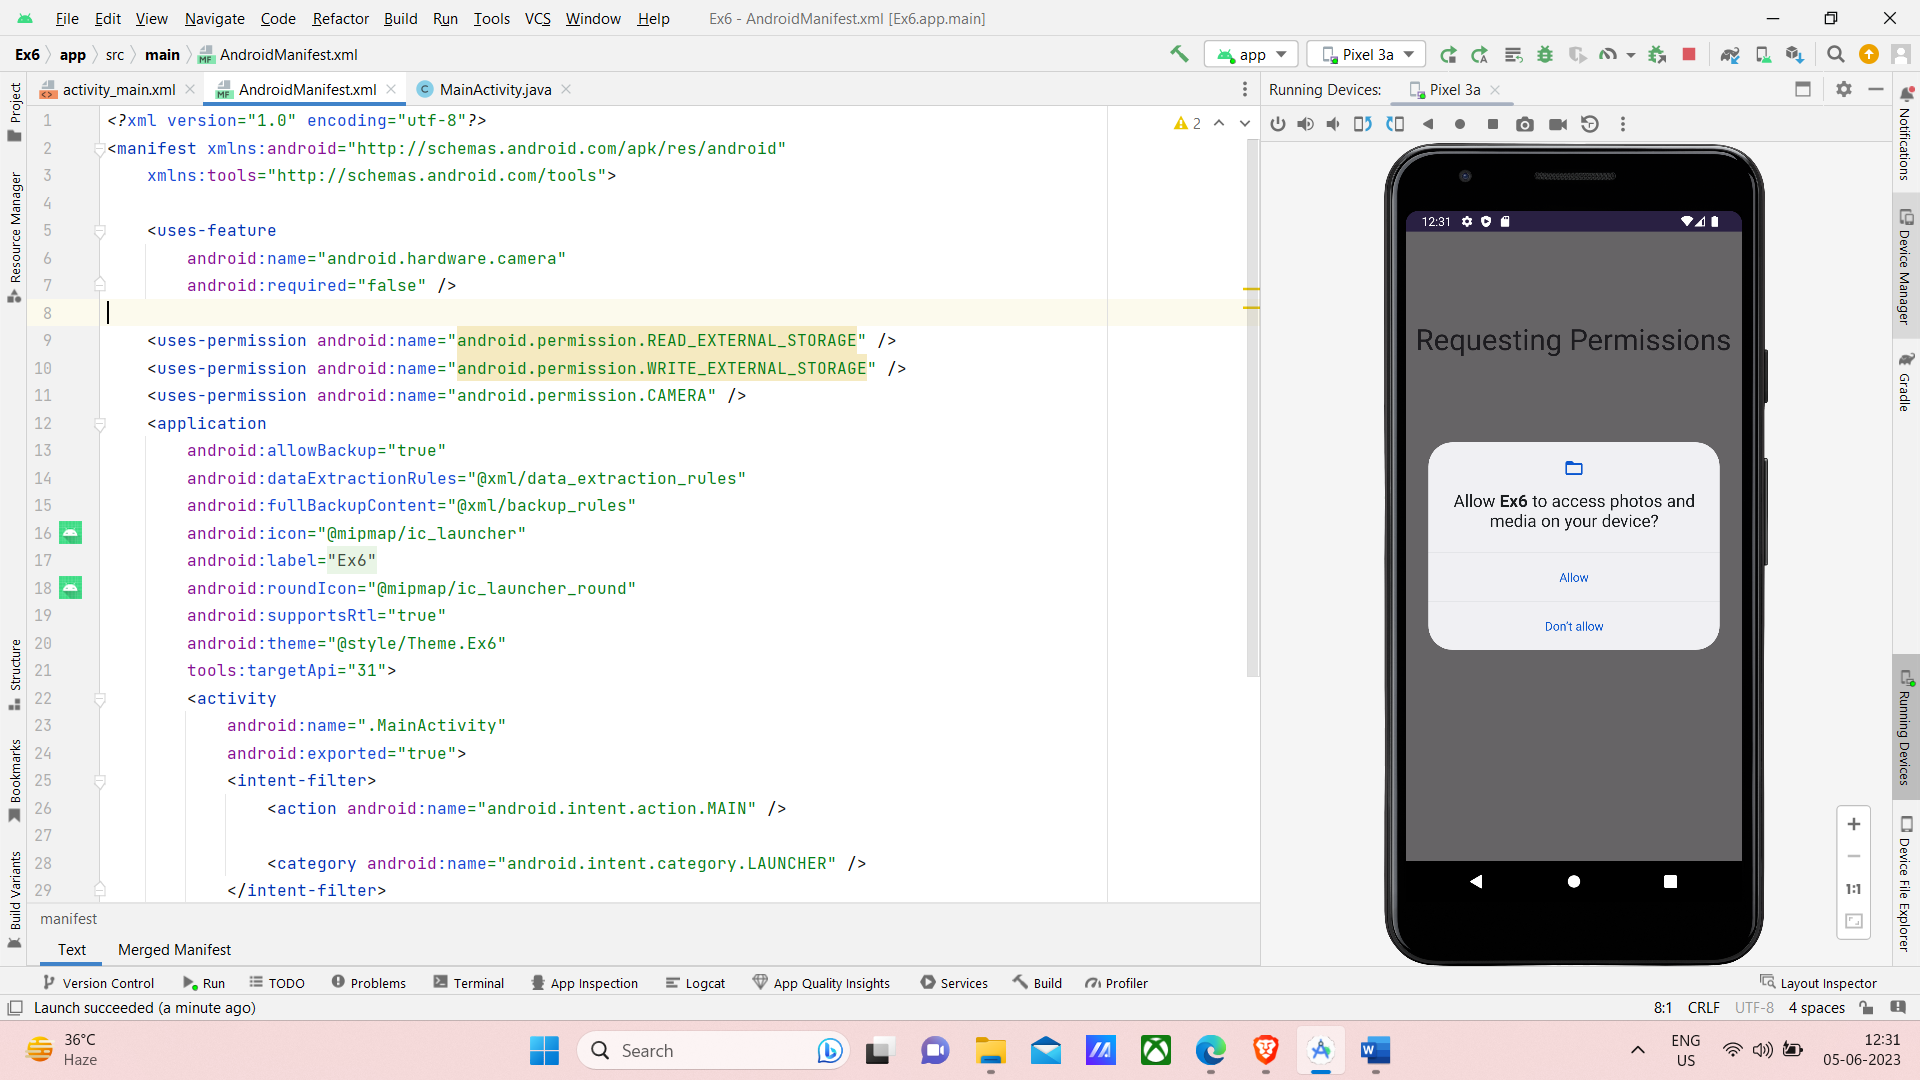 File Edit View Navigate Code Refactor Build Run Tools VCS Window Help Ex6 - AndroidManifest.xml [Ex6.app.main]
Ex6 app src main AndroidManifest.xml app Pixel 3a
activity_main.xml AndroidManifest.xml MainActivity.java Running Devices: Pixel 3a
2
1 <?xml version="1.0" encoding="utf-8"?>
2 <manifest xmlns:android="http://schemas.android.com/apk/res/android"
3 xmlns:tools="http://schemas.android.com/tools">
4
5 <uses-feature
6 android:name="android.hardware.camera"
7 android:required="false" />
8
9 <uses-permission android:name="android.permission.READ_EXTERNAL_STORAGE" />
10 <uses-permission android:name="android.permission.WRITE_EXTERNAL_STORAGE" />
11 <uses-permission android:name="android.permission.CAMERA" />
12 <application
13 android:allowBackup="true"
14 android:dataExtractionRules="@xml/data_extraction_rules"
15 android:fullBackupContent="@xml/backup_rules"
16 android:icon="@mipmap/ic_launcher"
17 android:label="Ex6"
18 android:roundIcon="@mipmap/ic_launcher_round"
19 android:supportsRtl="true"
20 android:theme="@style/Theme.Ex6"
21 tools:targetApi="31">
22 <activity
23 android:name=".MainActivity"
24 android:exported="true">
25 <intent-filter>
26 <action android:name="android.intent.action.MAIN" />
27
28 <category android:name="android.intent.category.LAUNCHER" />
29 </intent-filter>
manifest
Text Merged Manifest
Project
Resource Manager
Structure
Bookmarks
Build Variants
12:31
Requesting Permissions
Allow Ex6 to access photos and
media on your device?
Allow
Don't allow
1:1
Notifications
Device Manager
Gradle
Running Devices
Device File Explorer
Version Control Run TODO Problems Terminal App Inspection Logcat App Quality Insights Services Build Profiler Layout Inspector
Launch succeeded (a minute ago) 8:1 CRLF UTF-8 4 spaces
36°C
Haze
Search
ENG
US
12:31
05-06-2023